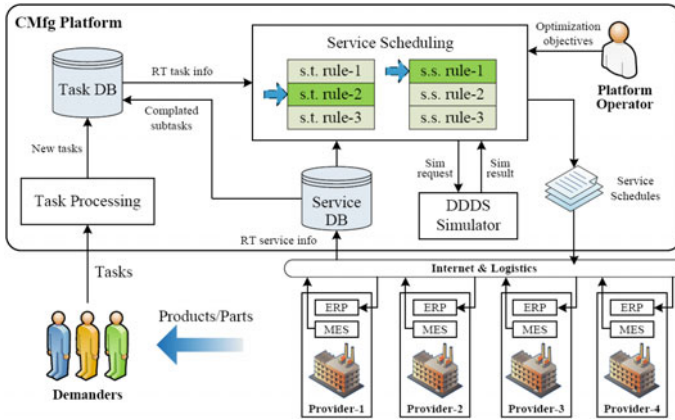 CMfg Platform
Service Scheduling
Optimization
objectives
Task DB
RT task info
s.t. rule-1
s.t. rule-2
s.t. rule-3
s.s. rule-1
s.s. rule-2
s.s. rule-3
Platform
Operator
Complated
subtasks
New tasks
Task Processing
Service
DB
Sim
request
Sim
result
DDDS
Simulator
Service
Schedules
RT service info
Tasks
Internet & Logistics
Products/Parts
Demanders
ERP
MES
Provider-1
ERP
MES
Provider-2
ERP
MES
Provider-3
ERP
MES
Provider-4